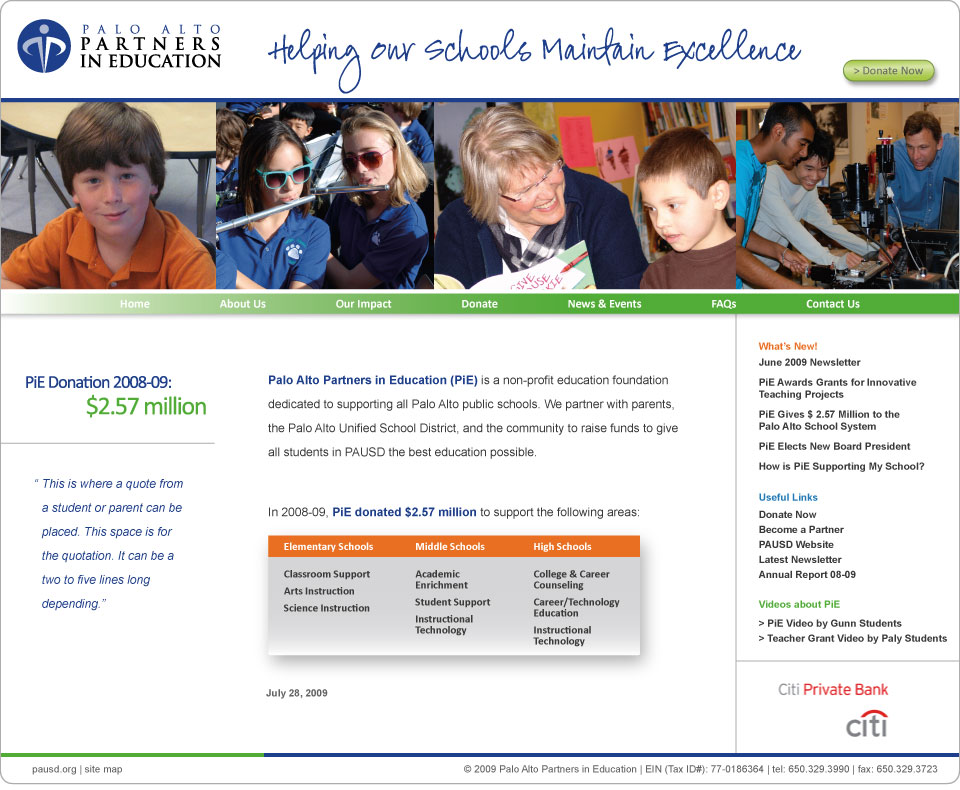 PALO ALTO
PARTNERS
IN EDUCATION
Helping Our Schools Maintain Excellence
> Donate Now
GIVE
Home
About Us
Our Impact
Donate
News & Events
FAQs
Contact Us
PiE Donation 2008-09:
$2.57 million
“ This is where a quote from
a student or parent can be
placed. This space is for
the quotation. It can be a
two to five lines long
depending.”
Palo Alto Partners in Education (PiE) is a non-profit education foundation
dedicated to supporting all Palo Alto public schools. We partner with parents,
the Palo Alto Unified School District, and the community to raise funds to give
all students in PAUSD the best education possible.
In 2008-09, PiE donated $2.57 million to support the following areas:
Elementary Schools
Classroom Support
Arts Instruction
Science Instruction
Middle Schools
Academic
Enrichment
Student Support
Instructional
Technology
High Schools
College & Career
Counseling
Career/Technology
Education
Instructional
Technology
July 28, 2009
What's New!
June 2009 Newsletter
PiE Awards Grants for Innovative
Teaching Projects
PiE Gives $ 2.57 Million to the
Palo Alto School System
PiE Elects New Board President
How is PiE Supporting My School?
Useful Links
Donate Now
Become a Partner
PAUSD Website
Latest Newsletter
Annual Report 08-09
Videos about PiE
> PiE Video by Gunn Students
> Teacher Grant Video by Paly Students
Citi Private Bank
citi
pausd.org | site map
© 2009 Palo Alto Partners in Education | EIN (Tax ID#): 77-0186364 | tel: 650.329.3990 | fax: 650.329.3723